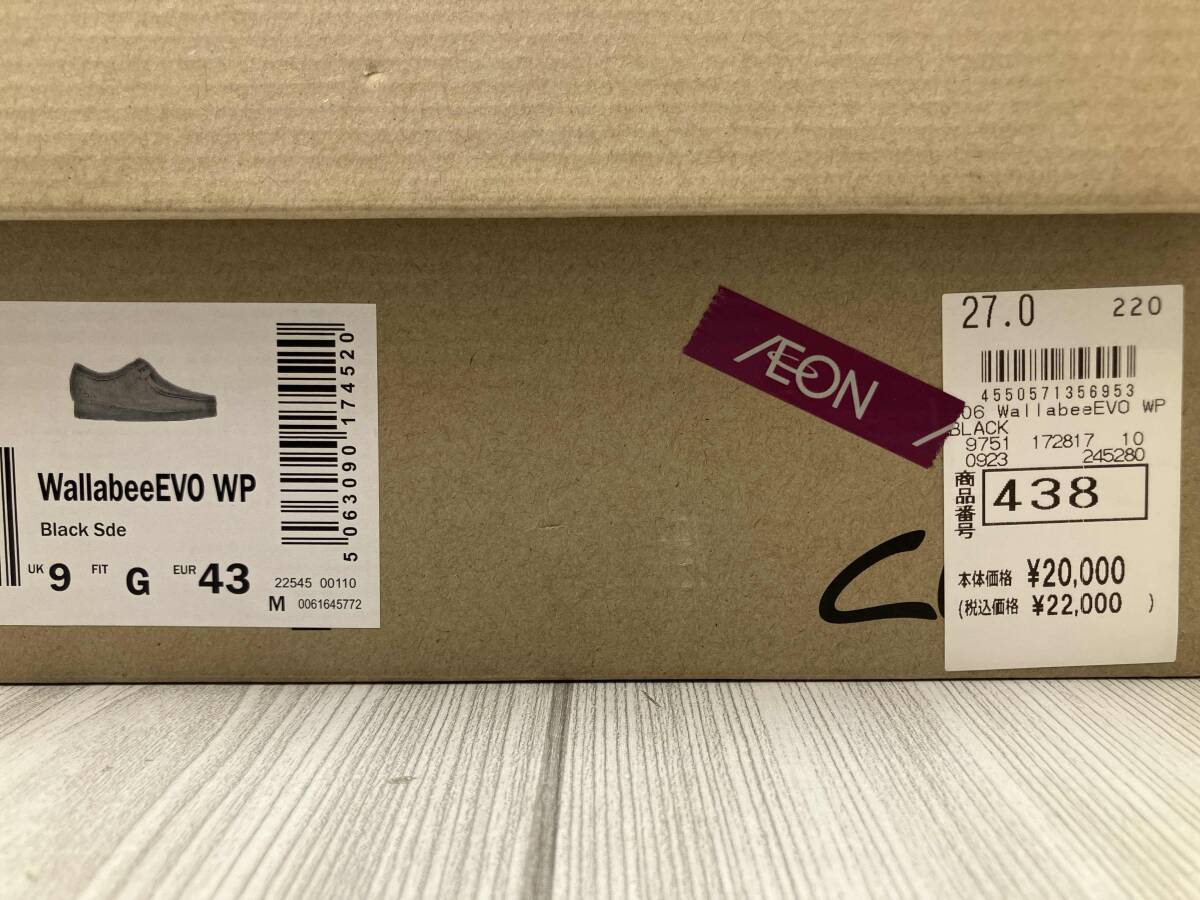 WallabeeEVO WP
Black Sde
UK 9 FIT G EUR 43
5 063090 174520
22545 00110
M 0061645772
ÆON
27.0 220
4550571356953
06 WallabeeEVO WP
BLACK
9751 172817 10
0923 245280
商品番号 438
本体価格 ¥20,000
(税込価格 ¥22,000 )